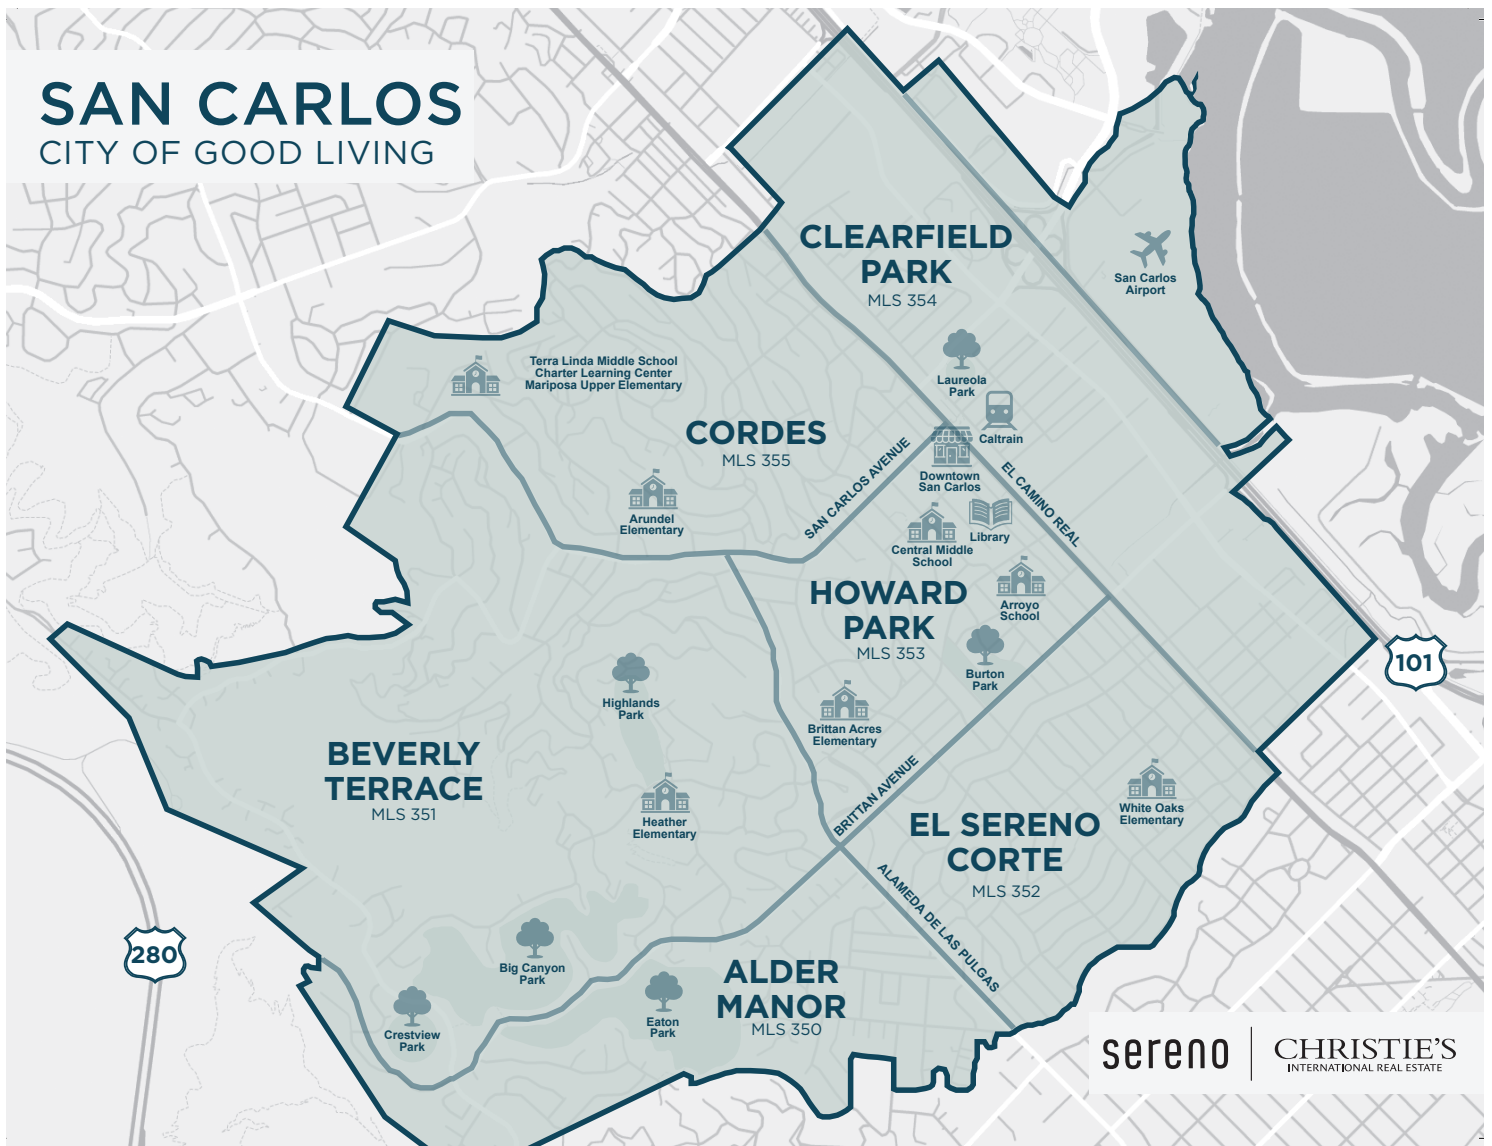 SAN CARLOS
CITY OF GOOD LIVING
CLEARFIELD
PARK
MLS 354
San Carlos
Airport
Laureola
Park
Caltrain
Terra Linda Middle School
Charter Learning Center
Mariposa Upper Elementary
CORDES
MLS 355
Arundel
Elementary
SAN CARLOS AVENUE
Downtown
San Carlos
EL CAMINO REAL
Library
Central Middle
School
HOWARD
PARK
MLS 353
Arroyo
School
Burton
Park
Brittan Acres
Elementary
101
Highlands
Park
BEVERLY
TERRACE
MLS 351
Heather
Elementary
BRITTAN AVENUE
White Oaks
Elementary
EL SERENO
CORTE
MLS 352
ALAMEDA DE LAS PULGAS
280
Big Canyon
Park
Crestview
Park
Eaton
Park
ALDER
MANOR
MLS 350
sereno
CHRISTIE'S
INTERNATIONAL REAL ESTATE